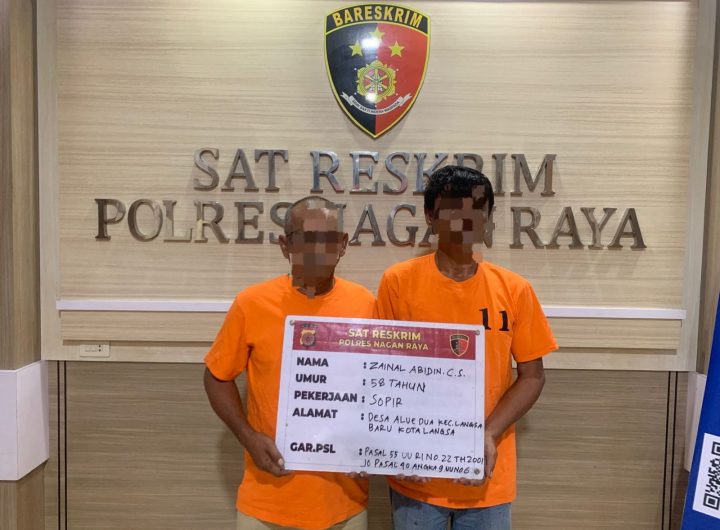 BARESKRIM
SAT RESKRIM
POLRES NAGAN RAYA
11
SAT RESKRIM
POLRES NAGAN RAYA
NAMA : ZAINAL ABIDIN.C.S.
UMUR : 58 TAHUN
PEKERJAAN : SOPIR
ALAMAT : DESA ALUE DUA KEC.LANGSA
BARU KOTA LANGSA
GAR.PSL : PASAL 55 UU RI NO.22 TH 2001
JO PASAL 40 ANGKA 9 UU NO 6